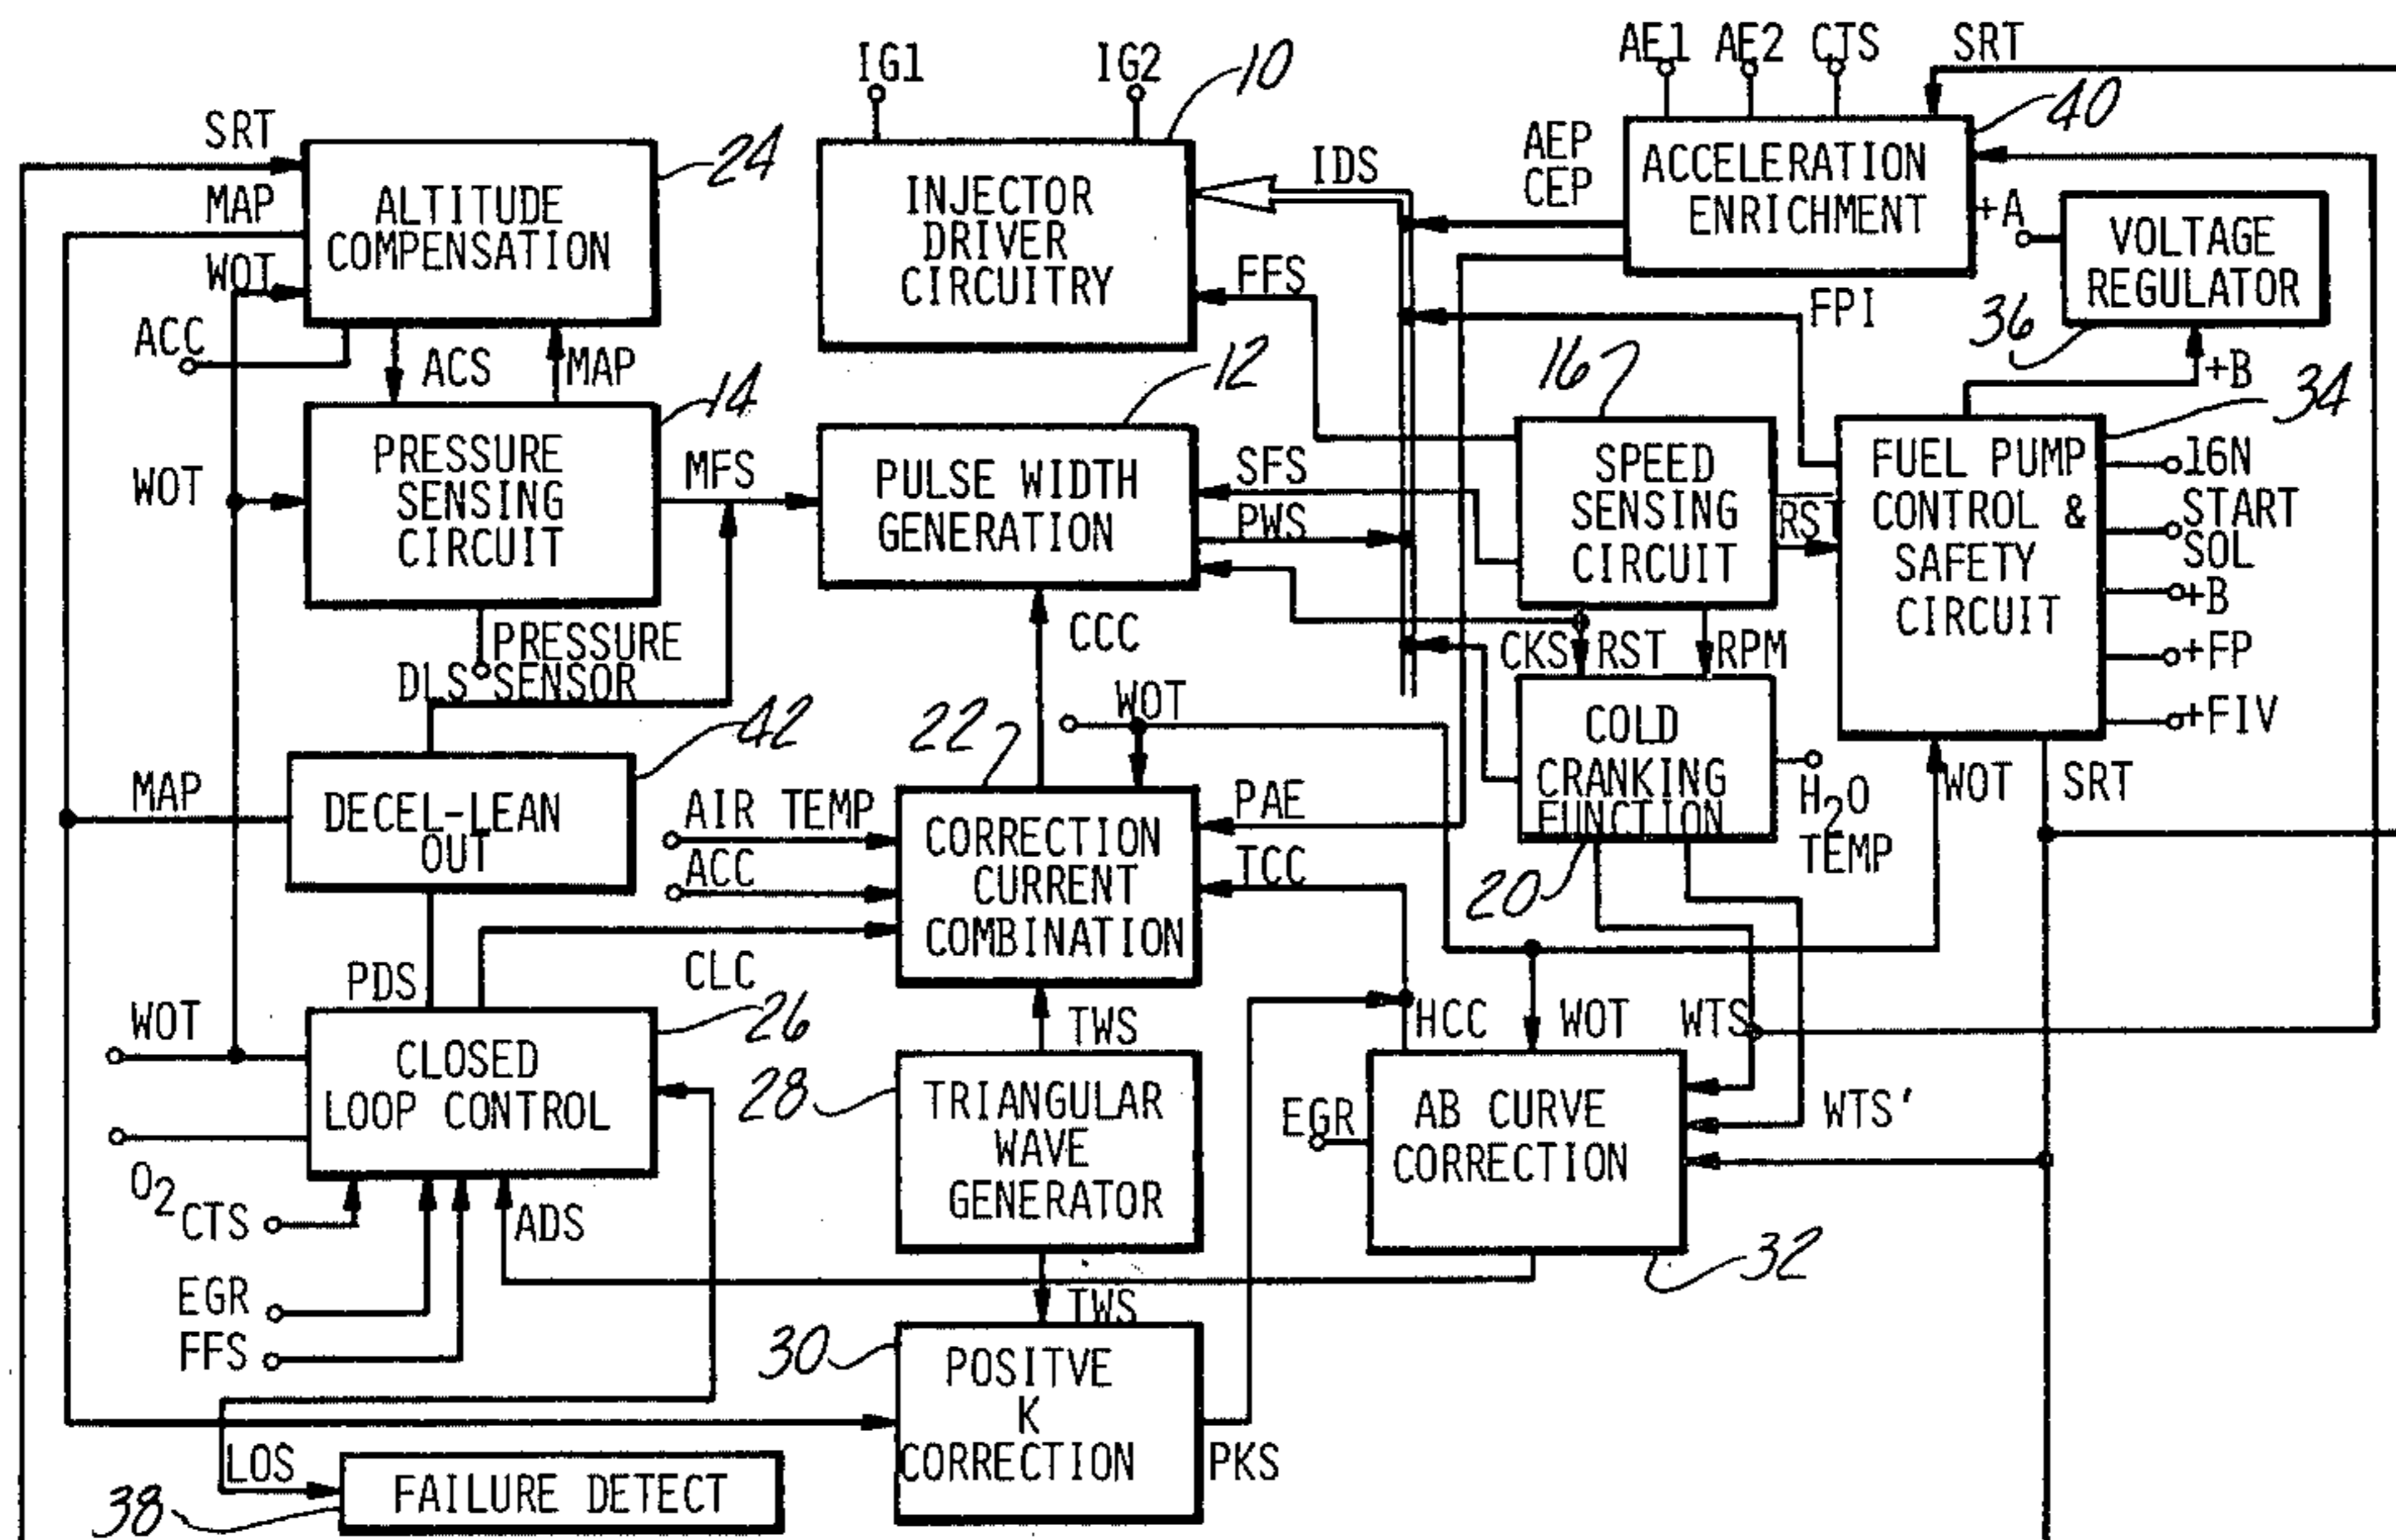 IG1
IG2
10
AE1 AE2 CTS
SRT
40
SRT
MAP
WOT
ACC
ALTITUDE
COMPENSATION
24
INJECTOR
DRIVER
CIRCUITRY
IDS
FFS
AEP
CEP
ACCELERATION
ENRICHMENT
+A
VOLTAGE
REGULATOR
36
FPI
+B
ACS
MAP
14
12
16
34
WOT
PRESSURE
SENSING
CIRCUIT
MFS
PULSE WIDTH
GENERATION
SFS
PWS
SPEED
SENSING
CIRCUIT
RST
FUEL PUMP
CONTROL &
SAFETY
CIRCUIT
16N
START
SOL
+B
+FP
+FIV
PRESSURE
SENSOR
DLS
CCC
CKS
RST
RPM
42
22
WOT
COLD
CRANKING
FUNCTION
H2O
TEMP
WOT
SRT
MAP
DECEL-LEAN
OUT
AIR TEMP
ACC
CORRECTION
CURRENT
COMBINATION
PAE
TCC
20
PDS
CLC
WOT
26
TWS
HCC
WOT
WTS
CLOSED
LOOP CONTROL
28
TRIANGULAR
WAVE
GENERATOR
EGR
AB CURVE
CORRECTION
WTS'
O2
CTS
ADS
32
EGR
FFS
TWS
30
POSITVE
K
CORRECTION
PKS
LOS
FAILURE DETECT
38